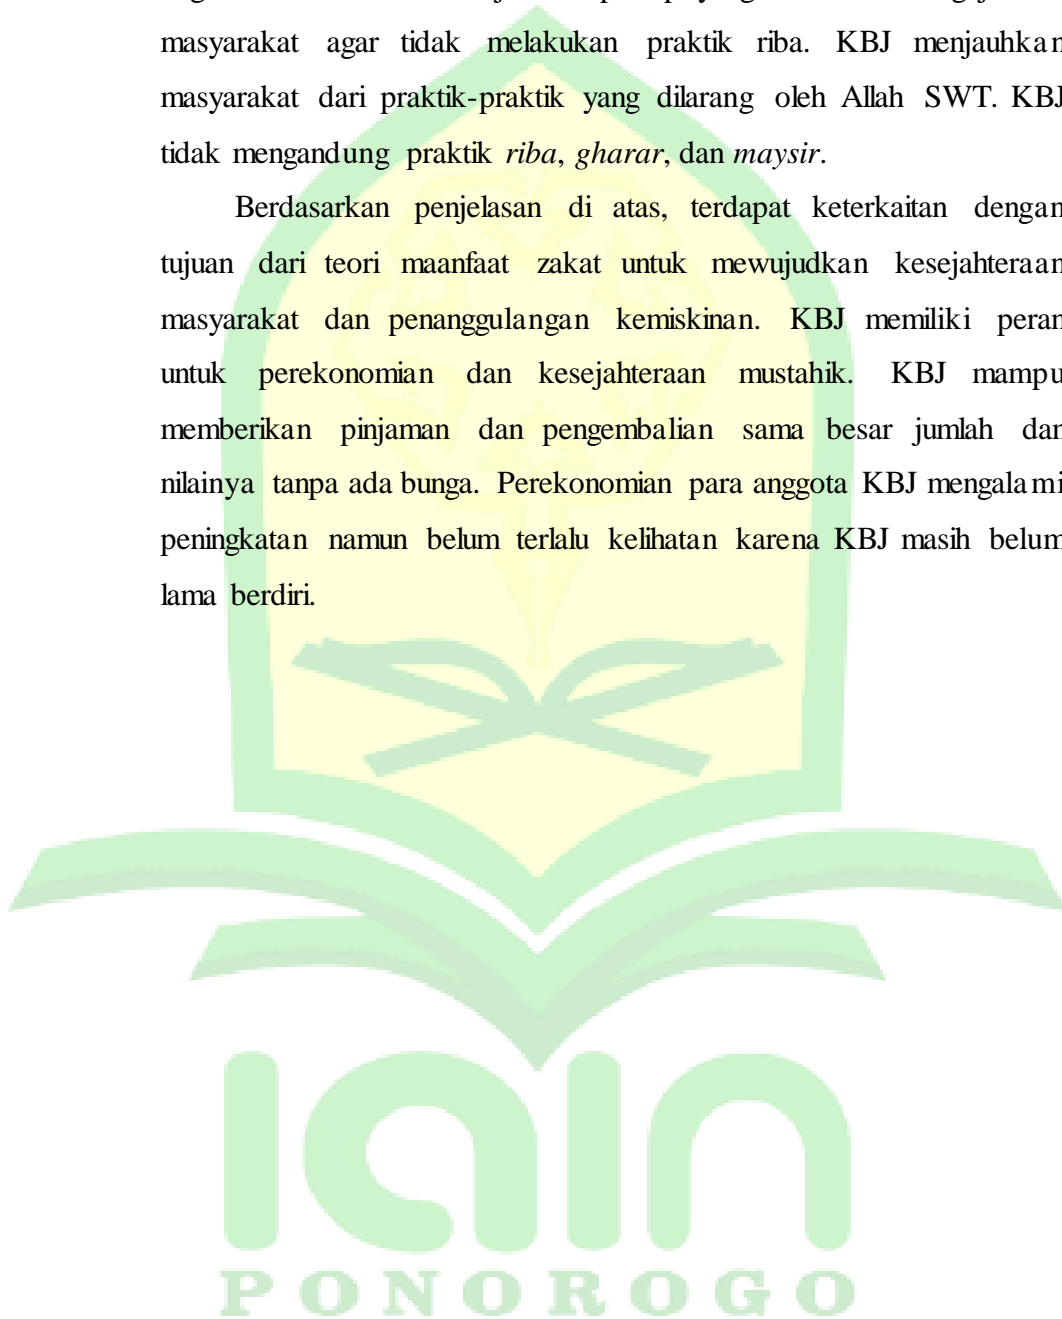 masyarakat agar tidak melakukan praktik riba. KBJ menjauhkan
masyarakat dari praktik-praktik yang dilarang oleh Allah SWT. KBJ
tidak mengandung praktik riba, gharar, dan maysir.
Berdasarkan penjelasan di atas, terdapat keterkaitan dengan
tujuan dari teori maanfaat zakat untuk mewujudkan kesejahteraan
masyarakat dan penanggulangan kemiskinan. KBJ memiliki peran
untuk perekonomian dan kesejahteraan mustahik. KBJ mampu
memberikan pinjaman dan pengembalian sama besar jumlah dan
nilainya tanpa ada bunga. Perekonomian para anggota KBJ mengalami
peningkatan namun belum terlalu kelihatan karena KBJ masih belum
lama berdiri.
iain
PONOROGO